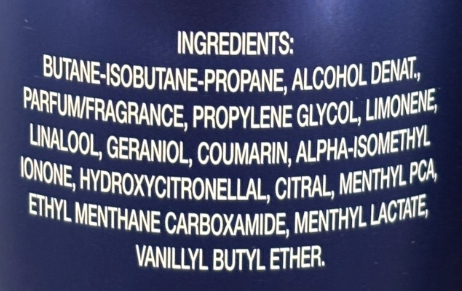 INGREDIENTS:
BUTANE-ISOBUTANE-PROPANE, ALCOHOL DENAT.,
PARFUM/FRAGRANCE, PROPYLENE GLYCOL, LIMONENE,
LINALOOL, GERANIOL, COUMARIN, ALPHA-ISOMETHYL
IONONE, HYDROXYCITRONELLAL, CITRAL, MENTHYL PCA,
ETHYL MENTHANE CARBOXAMIDE, MENTHYL LACTATE,
VANILLYL BUTYL ETHER.